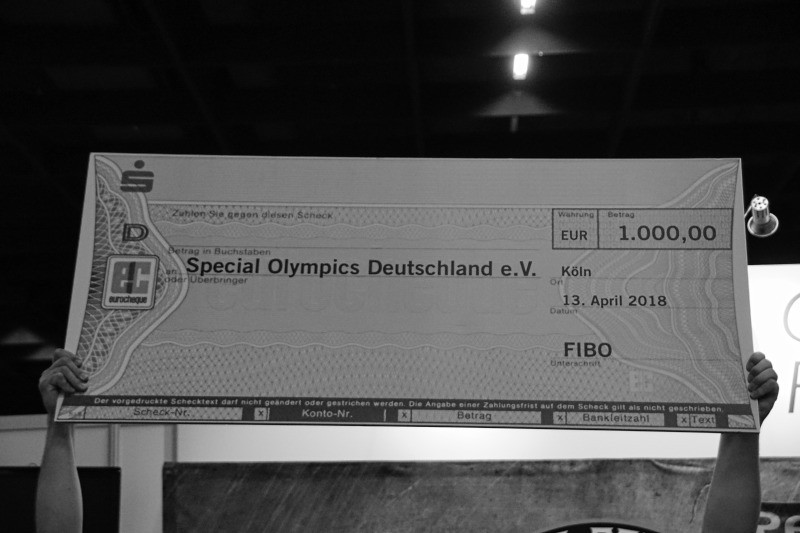 S
D
Zahlen Sie gegen diesen Scheck
Währung
Betrag
EUR
1.000,00
Betrag in Buchstaben
EC
eurocheque
an
Special Olympics Deutschland e.V.
oder Überbringer
Köln
Ort
13. April 2018
Datum
FIBO
Unterschrift
Der vorgedruckte Schecktext darf nicht geändert oder gestrichen werden. Die Angabe einer Zahlungsfrist auf dem Scheck gilt als nicht geschrieben.
Scheck-Nr. x Konto-Nr. x Betrag x Bankleitzahl x Text